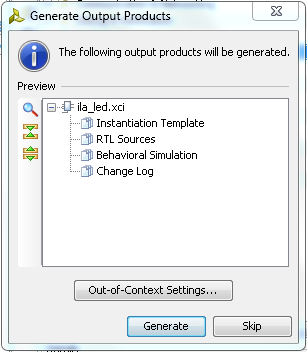 Generate Output Products
The following output products will be generated.
Preview
ila_led.xci
Instantiation Template
RTL Sources
Behavioral Simulation
Change Log
Out-of-Context Settings...
Generate
Skip